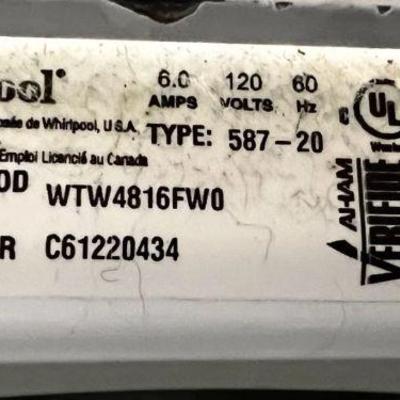 6.0 120 60
AMPS VOLTS Hz
de Whirlpool, U.S.A. TYPE: 587-20
Emploi Licencié au Canada
WTW4816FW0
R C61220434
UL
AHAM